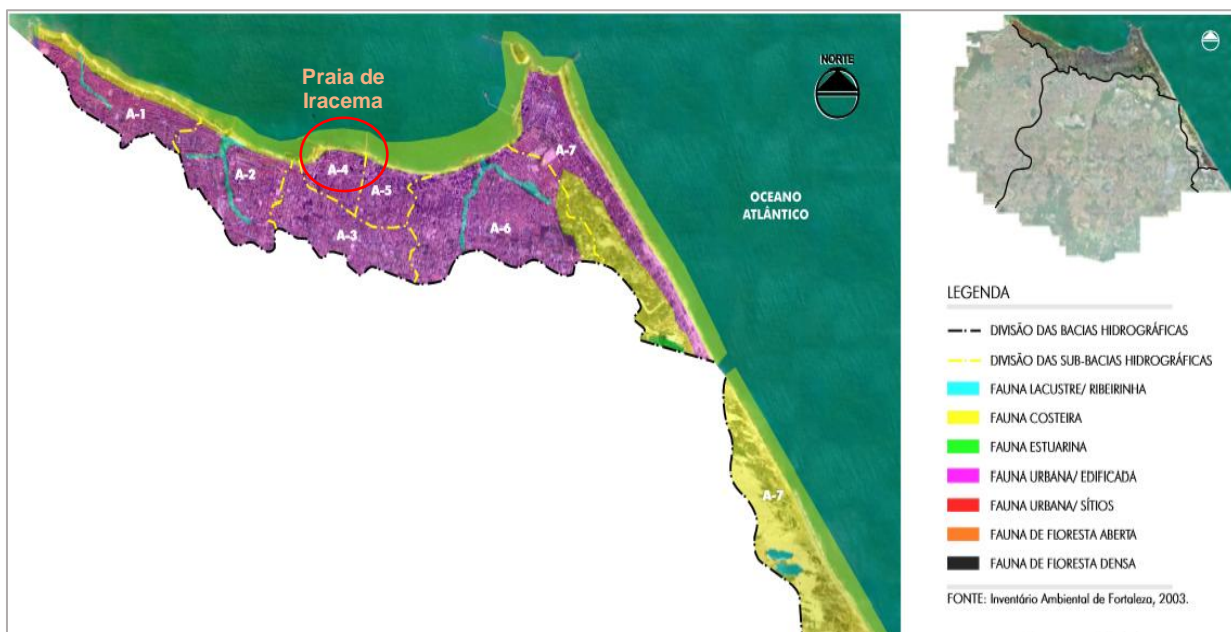 Praia de
Iracema
NORTE
A-1
A-2
A-4
A-5
A-3
A-6
A-7
OCEANO
ATLÂNTICO
A-7
LEGENDA
DIVISÃO DAS BACIAS HIDROGRÁFICAS
DIVISÃO DAS SUB-BACIAS HIDROGRÁFICAS
FAUNA LACUSTRE/ RIBEIRINHA
FAUNA COSTEIRA
FAUNA ESTUARINA
FAUNA URBANA/ EDIFICADA
FAUNA URBANA/ SÍTIOS
FAUNA DE FLORESTA ABERTA
FAUNA DE FLORESTA DENSA
FONTE: Inventário Ambiental de Fortaleza, 2003.